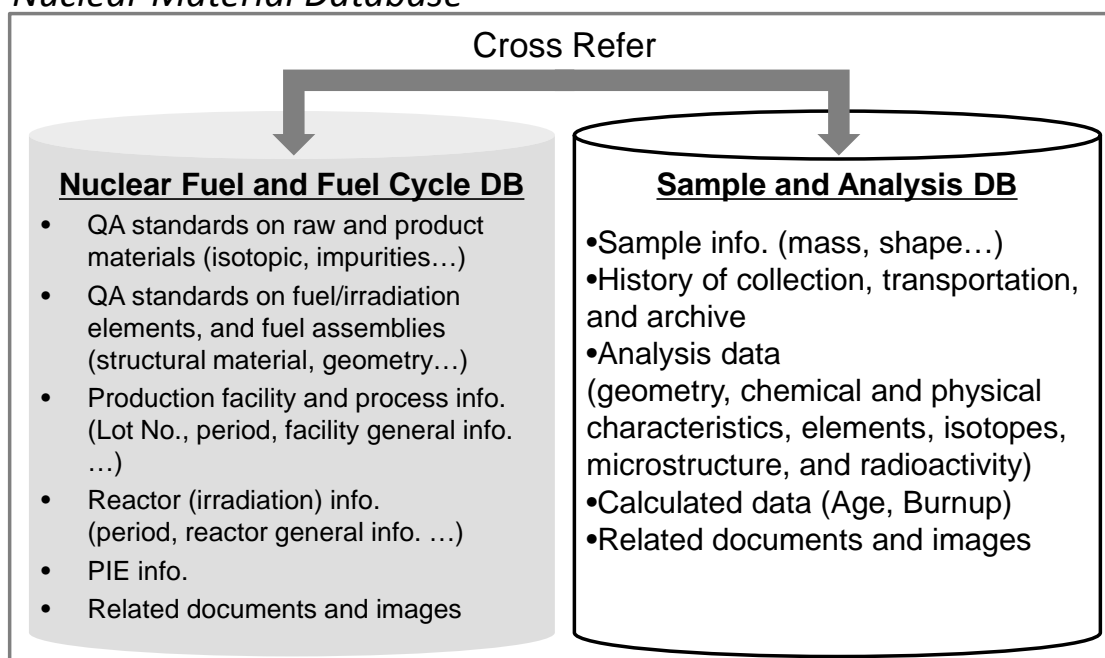 Nuclear Material Database
Cross Refer
Nuclear Fuel and Fuel Cycle DB
• QA standards on raw and product
materials (isotopic, impurities…)
• QA standards on fuel/irradiation
elements, and fuel assemblies
(structural material, geometry…)
• Production facility and process info.
(Lot No., period, facility general info.
…)
• Reactor (irradiation) info.
(period, reactor general info. …)
• PIE info.
• Related documents and images
Sample and Analysis DB
•Sample info. (mass, shape…)
•History of collection, transportation,
and archive
•Analysis data
(geometry, chemical and physical
characteristics, elements, isotopes,
microstructure, and radioactivity)
•Calculated data (Age, Burnup)
•Related documents and images